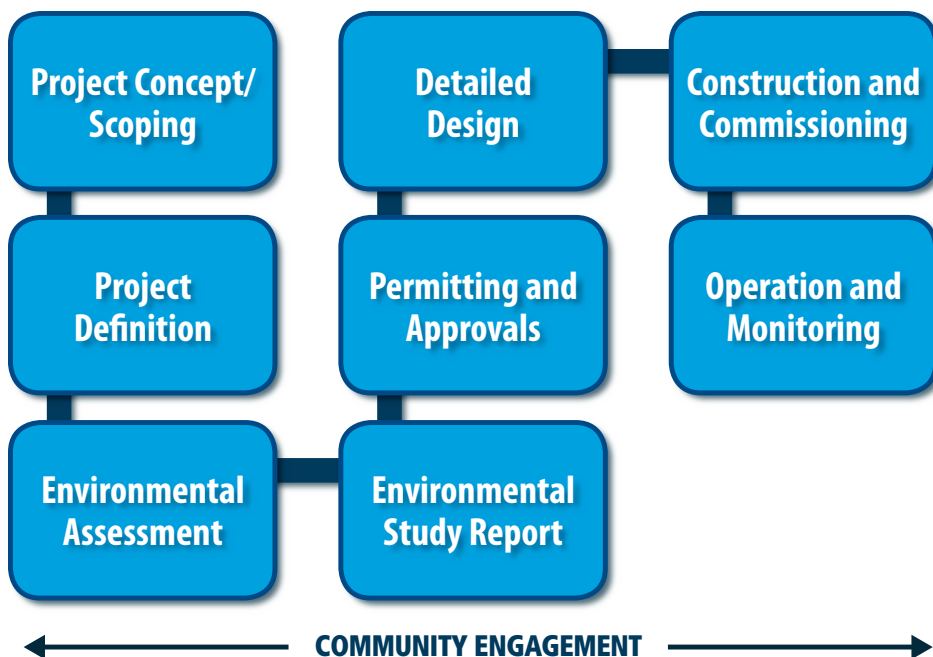 Project Concept/
Scoping
Project
Definition
Environmental
Assessment
Environmental
Study Report
Permitting and
Approvals
Detailed
Design
Construction and
Commissioning
Operation and
Monitoring
COMMUNITY ENGAGEMENT